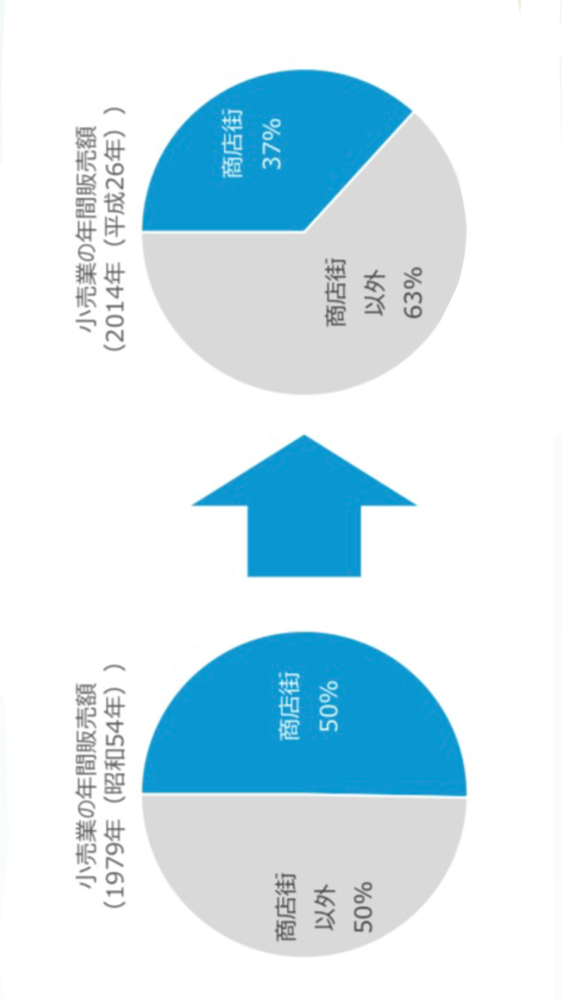 小売業の年間販売額
（1979年（昭和54年））
商店街
50%
商店街
以外
50%
小売業の年間販売額
（2014年（平成26年））
商店街
37%
商店街
以外
63%